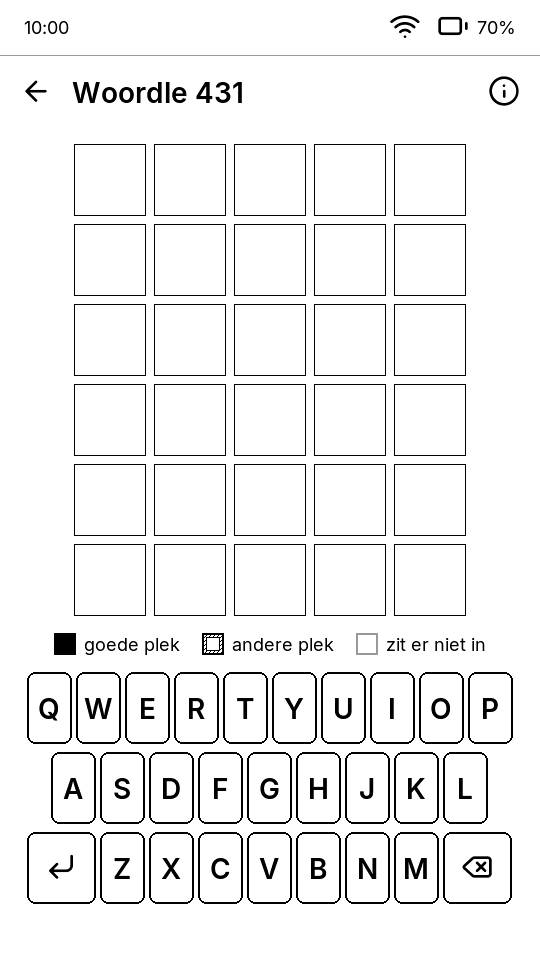 10:00 70%
Woordle 431
goede plek andere plek zit er niet in
Q W E R T Y U I O P
A S D F G H J K L
Z X C V B N M